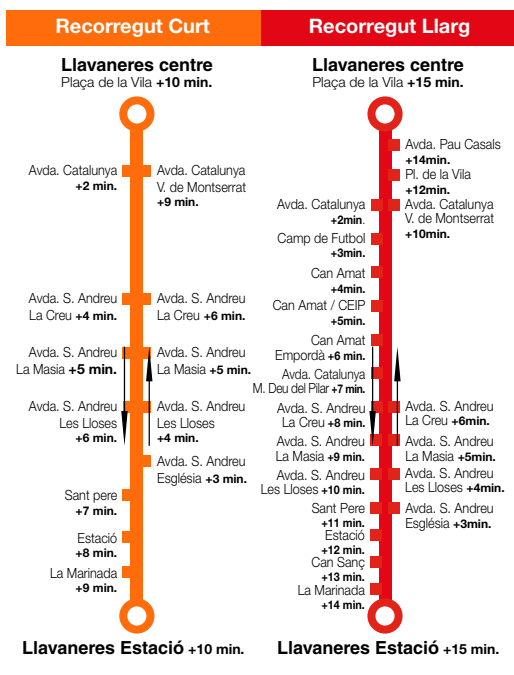 Recorregut Curt
Llavaneres centre
Plaça de la Vila +10 min.
Avda. Catalunya
+2 min.
Avda. Catalunya
V. de Montserrat
+9 min.
Avda. S. Andreu
La Creu +4 min.
Avda. S. Andreu
La Creu +6 min.
Avda. S. Andreu
La Masia +5 min.
Avda. S. Andreu
La Masia +5 min.
Avda. S. Andreu
Les Lloses
+6 min.
Avda. S. Andreu
Les Lloses
+4 min.
Avda. S. Andreu
Església +3 min.
Sant pere
+7 min.
Estació
+8 min.
La Marinada
+9 min.
Llavaneres Estació +10 min.
Recorregut Llarg
Llavaneres centre
Plaça de la Vila +15 min.
Avda. Pau Casals
+14min.
Pl. de la Vila
+12min.
Avda. Catalunya
+2min.
Avda. Catalunya
V. de Montserrat
+10min.
Camp de Futbol
+3min.
Can Amat
+4min.
Can Amat / CEIP
+5min.
Can Amat
Empordà +6 min.
Avda. Catalunya
M. Deu del Pilar +7 min.
Avda. S. Andreu
La Creu +8 min.
Avda. S. Andreu
La Creu +6min.
Avda. S. Andreu
La Masia +9 min.
Avda. S. Andreu
La Masia +5min.
Avda. S. Andreu
Les Lloses +10 min.
Avda. S. Andreu
Les Lloses +4min.
Sant Pere
+11 min.
Avda. S. Andreu
Església +3min.
Estació
+12 min.
Can Sanç
+13 min.
La Marinada
+14 min.
Llavaneres Estació +15 min.